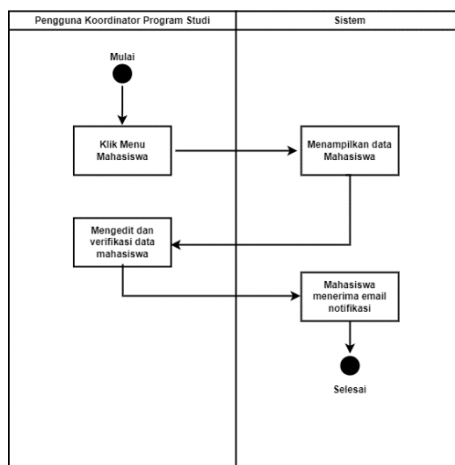 Pengguna Koordinator Program Studi
Sistem
Mulai
Klik Menu
Mahasiswa
Menampilkan data
Mahasiswa
Mengedit dan
verifikasi data
mahasiswa
Mahasiswa
menerima email
notifikasi
Selesai